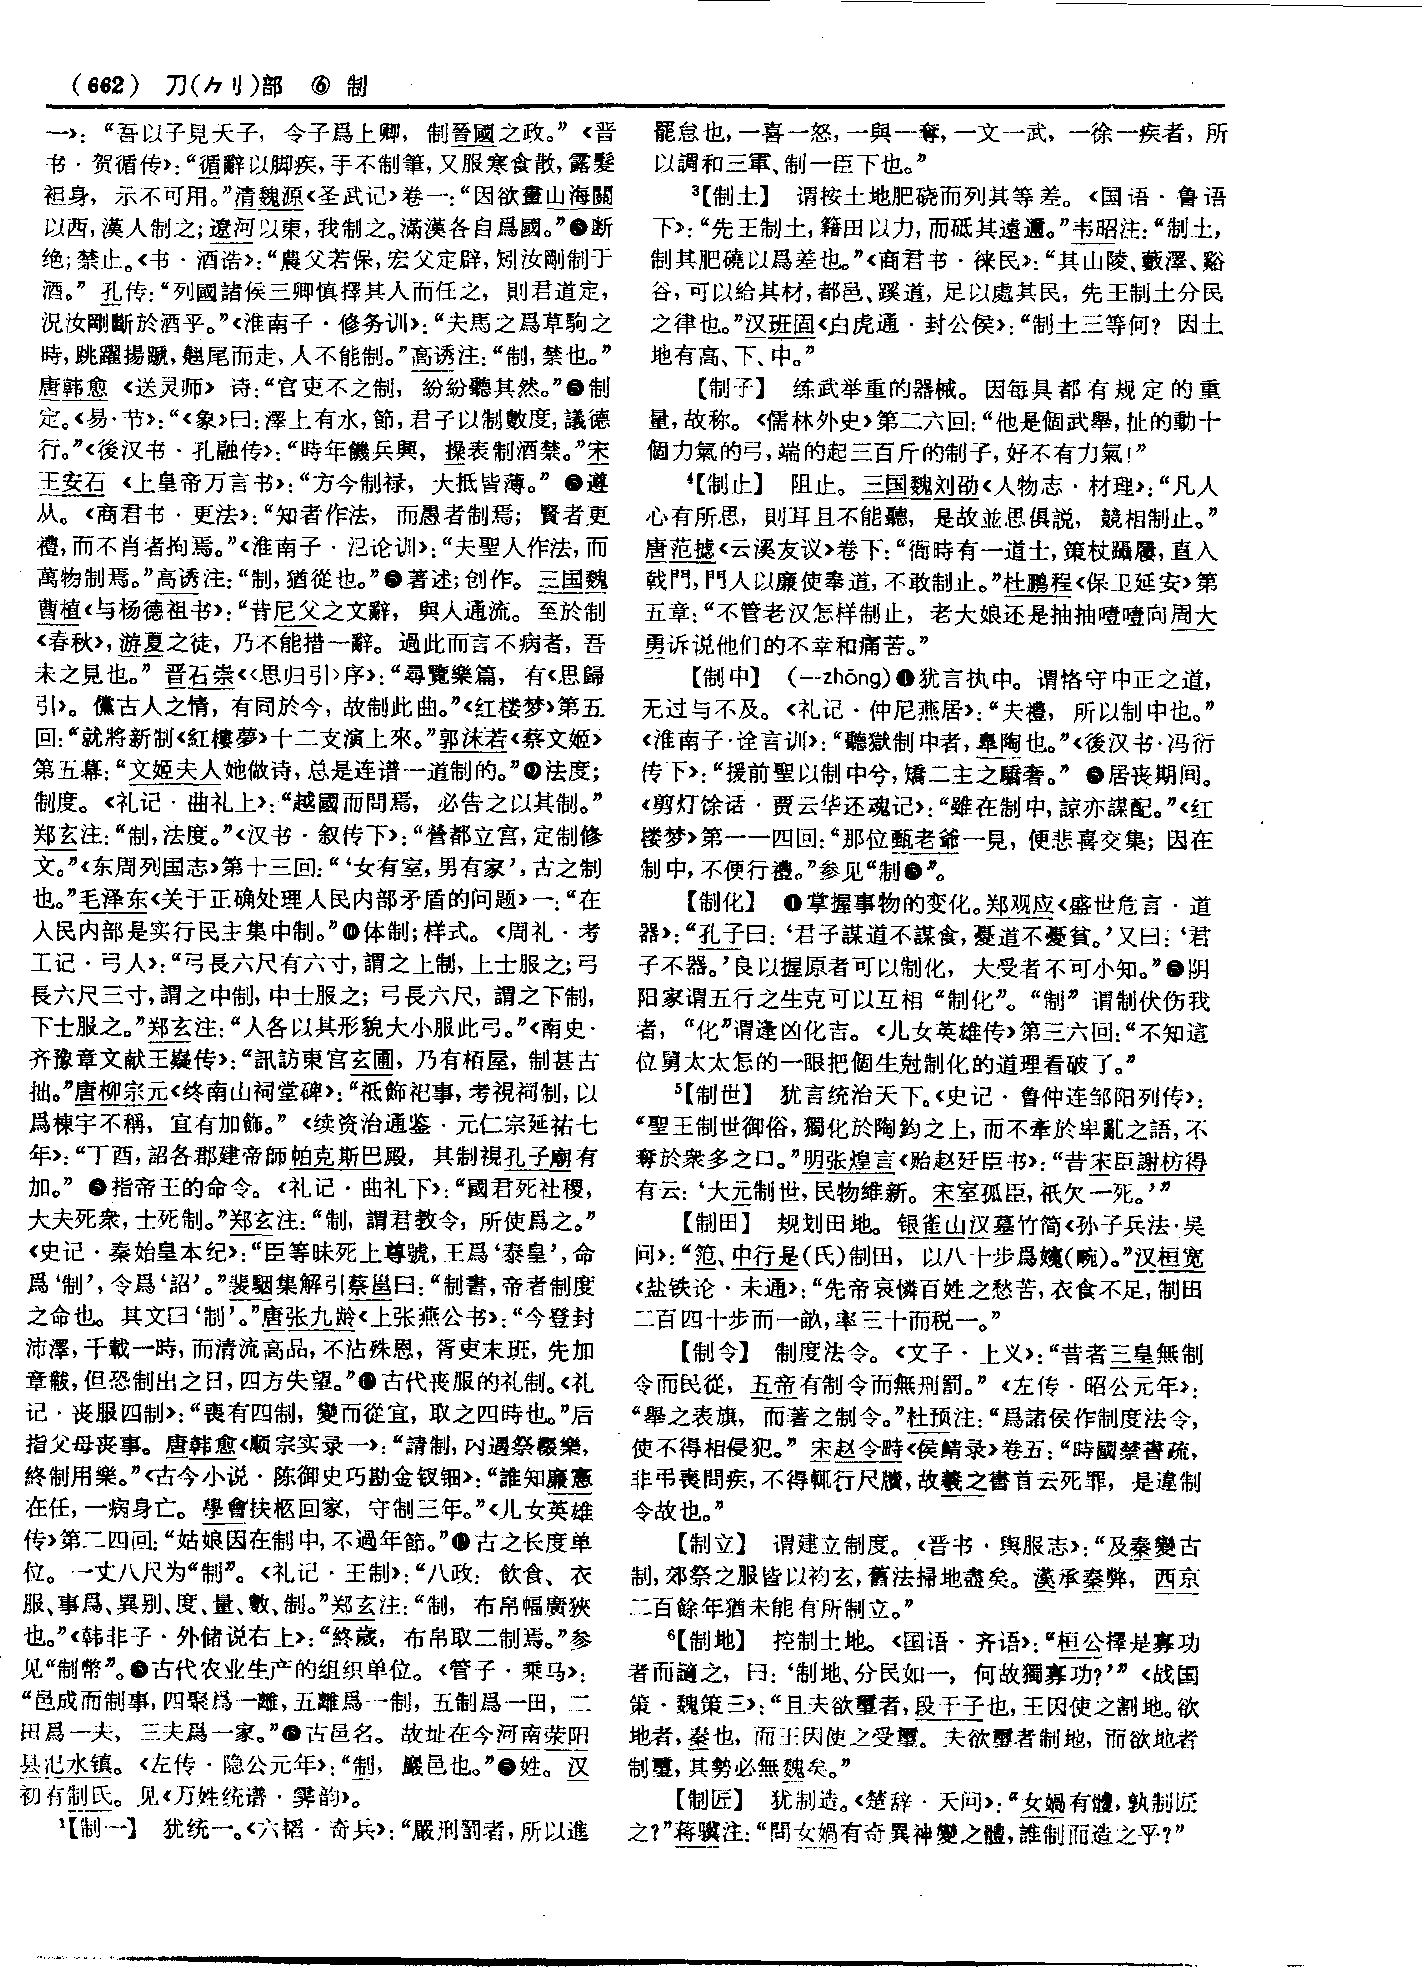 (662) 刀(⺈刂)部 ⑥ 制
一》：“吾以子見天子，令子爲上卿，制晉國之政。”《晋
书·贺循传》：“循辭以脚疾，手不制筆，又服寒食散，露髮
袒身，示不可用。”清魏源《圣武记》卷一：“因欲畫山海關
以西，漢人制之；遼河以東，我制之。滿漢各自爲國。”❹断
绝；禁止。《书·酒诰》：“農父若保，宏父定辟，矧汝剛制于
酒。”孔传：“列國諸侯三卿慎擇其人而任之，則君道定，
況汝剛斷於酒乎。”《淮南子·修务训》：“夫馬之爲草駒之
時，跳躍揚蹏，翹尾而走，人不能制。”高诱注：“制，禁也。”
唐韩愈《送灵师》诗：“官吏不之制，紛紛聽其然。”❺制
定。《易·节》：“《象》曰：澤上有水，節，君子以制數度，議德
行。”《後汉书·孔融传》：“時年饑兵興，操表制酒禁。”宋
王安石《上皇帝万言书》：“方今制禄，大抵皆薄。”❻遵
从。《商君书·更法》：“知者作法，而愚者制焉；賢者更
禮，而不肖者拘焉。”《淮南子·氾论训》：“夫聖人作法，而
萬物制焉。”高诱注：“制，猶從也。”❼著述；创作。三国魏
曹植《与杨德祖书》：“昔尼父之文辭，與人通流。至於制
《春秋》，游夏之徒，乃不能措一辭。過此而言不病者，吾
未之見也。”晋石崇《〈思归引〉序》：“尋覽樂篇，有《思歸
引》。儻古人之情，有同於今，故制此曲。”《红楼梦》第五
回：“就將新制《紅樓夢》十二支演上來。”郭沫若《蔡文姬》
第五幕：“文姬夫人她做诗，总是连谱一道制的。”❾法度；
制度。《礼记·曲礼上》：“越國而問焉，必告之以其制。”
郑玄注：“制，法度。”《汉书·叙传下》：“營都立宫，定制修
文。”《东周列国志》第十三回：“‘女有室，男有家’，古之制
也。”毛泽东《关于正确处理人民内部矛盾的问题》一：“在
人民内部是实行民主集中制。”❿体制；样式。《周礼·考
工记·弓人》：“弓長六尺有六寸，謂之上制，上士服之；弓
長六尺三寸，謂之中制，中士服之；弓長六尺，謂之下制，
下士服之。”郑玄注：“人各以其形貌大小服此弓。”《南史·
齐豫章文献王嶷传》：“訊訪東宮玄圃，乃有栢屋，制甚古
拙。”唐柳宗元《终南山祠堂碑》：“祗飾祀事，考視祠制，以
爲棟宇不稱，宜有加飾。”《续资治通鉴·元仁宗延祐七
年》：“丁酉，詔各郡建帝師帕克斯巴殿，其制視孔子廟有
加。”⓫指帝王的命令。《礼记·曲礼下》：“國君死社稷，
大夫死衆，士死制。”郑玄注：“制，謂君教令，所使爲之。”
《史记·秦始皇本纪》：“臣等昧死上尊號，王爲‘泰皇’，命
爲‘制’，令爲‘詔’。”裴駰集解引蔡邕曰：“制書，帝者制度
之命也。其文曰‘制’。”唐张九龄《上张燕公书》：“今登封
沛澤，千載一時，而清流高品，不沾殊恩，胥吏末班，先加
章黻，但恐制出之日，四方失望。”⓬古代丧服的礼制。《礼
记·丧服四制》：“喪有四制，變而從宜，取之四時也。”后
指父母丧事。唐韩愈《顺宗实录一》：“請制，内遇祭輟樂，
終制用樂。”《古今小说·陈御史巧勘金钗钿》：“誰知廉憲
在任，一病身亡。學曾扶柩回家，守制三年。”《儿女英雄
传》第二四回：“姑娘因在制中，不過年節。”⓭古之长度单
位。一丈八尺为“制”。《礼记·王制》：“八政：飲食、衣
服、事爲、異别、度、量、數、制。”郑玄注：“制，布帛幅廣狹
也。”《韩非子·外储说右上》：“終歲，布帛取二制焉。”参
见“制幣”。⓮古代农业生产的组织单位。《管子·乘马》：
“邑成而制事，四聚爲一離，五離爲一制，五制爲一田，二
田爲一夫，三夫爲一家。”⓯古邑名。故址在今河南荥阳
县汜水镇。《左传·隐公元年》：“制，巖邑也。”⓰姓。汉
初有制氏。见《万姓统谱·霁韵》。
¹【制一】 犹统一。《六韬·奇兵》：“嚴刑罰者，所以進
罷怠也，一喜一怒，一與一奪，一文一武，一徐一疾者，所
以調和三軍、制一臣下也。”
³【制土】 谓按土地肥硗而列其等差。《国语·鲁语
下》：“先王制土，籍田以力，而砥其遠邇。”韦昭注：“制土，
制其肥磽以爲差也。”《商君书·徕民》：“其山陵、藪澤、谿
谷，可以給其材，都邑、蹊道，足以處其民，先王制土分民
之律也。”汉班固《白虎通·封公侯》：“制土三等何？因土
地有高、下、中。”
【制子】 练武举重的器械。因每具都有规定的重
量，故称。《儒林外史》第二六回：“他是個武舉，扯的動十
個力氣的弓，端的起三百斤的制子，好不有力氣！”
⁴【制止】 阻止。三国魏刘劭《人物志·材理》：“凡人
心有所思，則耳且不能聽，是故並思俱説，競相制止。”
唐范摅《云溪友议》卷下：“衙時有一道士，策杖躡屨，直入
戟門，門人以廉使奉道，不敢制止。”杜鹏程《保卫延安》第
五章：“不管老汉怎样制止，老大娘还是抽抽噎噎向周大
勇诉说他们的不幸和痛苦。”
【制中】 （—zhōng）❶犹言执中。谓恪守中正之道，
无过与不及。《礼记·仲尼燕居》：“夫禮，所以制中也。”
《淮南子·诠言训》：“聽獄制中者，皋陶也。”《後汉书·冯衍
传下》：“援前聖以制中兮，矯二主之驕奢。”❷居丧期间。
《剪灯馀话·贾云华还魂记》：“雖在制中，諒亦謀配。”《红
楼梦》第一一四回：“那位甄老爺一見，便悲喜交集；因在
制中，不便行禮。”参见“制⓬”。
【制化】 ❶掌握事物的变化。郑观应《盛世危言·道
器》：“孔子曰：‘君子謀道不謀食，憂道不憂貧。’又曰：‘君
子不器。’良以握原者可以制化，大受者不可小知。”❷阴
阳家谓五行之生克可以互相“制化”。“制”谓制伏伤我
者，“化”谓逢凶化吉。《儿女英雄传》第三六回：“不知這
位舅太太怎的一眼把個生尅制化的道理看破了。”
⁵【制世】 犹言统治天下。《史记·鲁仲连邹阳列传》：
“聖王制世御俗，獨化於陶鈞之上，而不牽於卑亂之語，不
奪於衆多之口。”明张煌言《贻赵廷臣书》：“昔宋臣謝枋得
有云：‘大元制世，民物維新。宋室孤臣，祇欠一死。’”
【制田】 规划田地。银雀山汉墓竹简《孙子兵法·吴
问》：“范、中行是(氏)制田，以八十步爲㛹(畹)。”汉桓宽
《盐铁论·未通》：“先帝哀憐百姓之愁苦，衣食不足，制田
二百四十步而一畝，率三十而税一。”
【制令】 制度法令。《文子·上义》：“昔者三皇無制
令而民從，五帝有制令而無刑罰。”《左传·昭公元年》：
“舉之表旗，而著之制令。”杜预注：“爲諸侯作制度法令，
使不得相侵犯。”宋赵令畤《侯鲭录》卷五：“時國禁書疏，
非弔喪問疾，不得輒行尺牘，故羲之書首云死罪，是違制
令故也。”
【制立】 谓建立制度。《晋书·舆服志》：“及秦變古
制，郊祭之服皆以袀玄，舊法掃地盡矣。漢承秦弊，西京
二百餘年猶未能有所制立。”
⁶【制地】 控制土地。《国语·齐语》：“桓公擇是寡功
者而讁之，曰：‘制地、分民如一，何故獨寡功？’”《战国
策·魏策三》：“且夫欲璽者，段干子也，王因使之割地。欲
地者，秦也，而王因使之受璽。夫欲璽者制地，而欲地者
制璽，其勢必無魏矣。”
【制匠】 犹制造。《楚辞·天问》：“女媧有體，孰制匠
之？”蒋骥注：“問女媧有奇異神變之體，誰制而造之乎？”